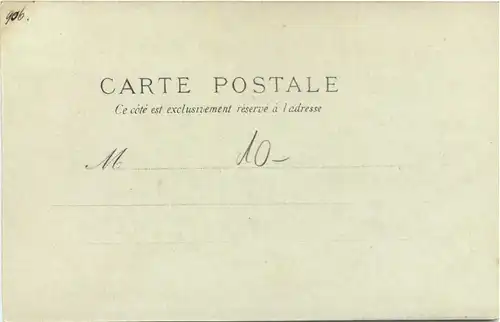 906.
CARTE POSTALE
Ce côté est exclusivement réservé à l'adresse
M 10-